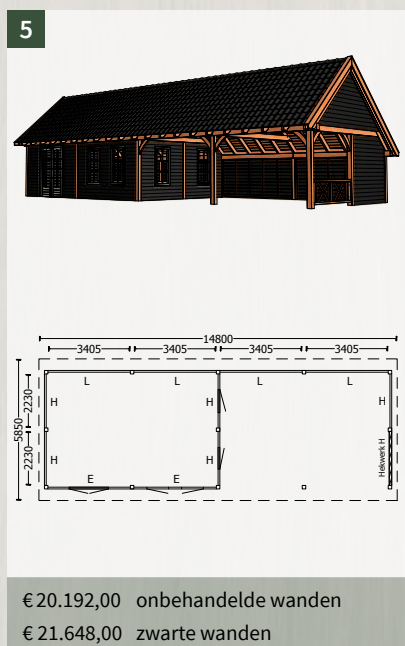 5
14800
3405 3405 3405 3405
L L L L
H H H
2230
5850
2230
H H
Hekwerk H
E E
€ 20.192,00 onbehandelde wanden
€ 21.648,00 zwarte wanden